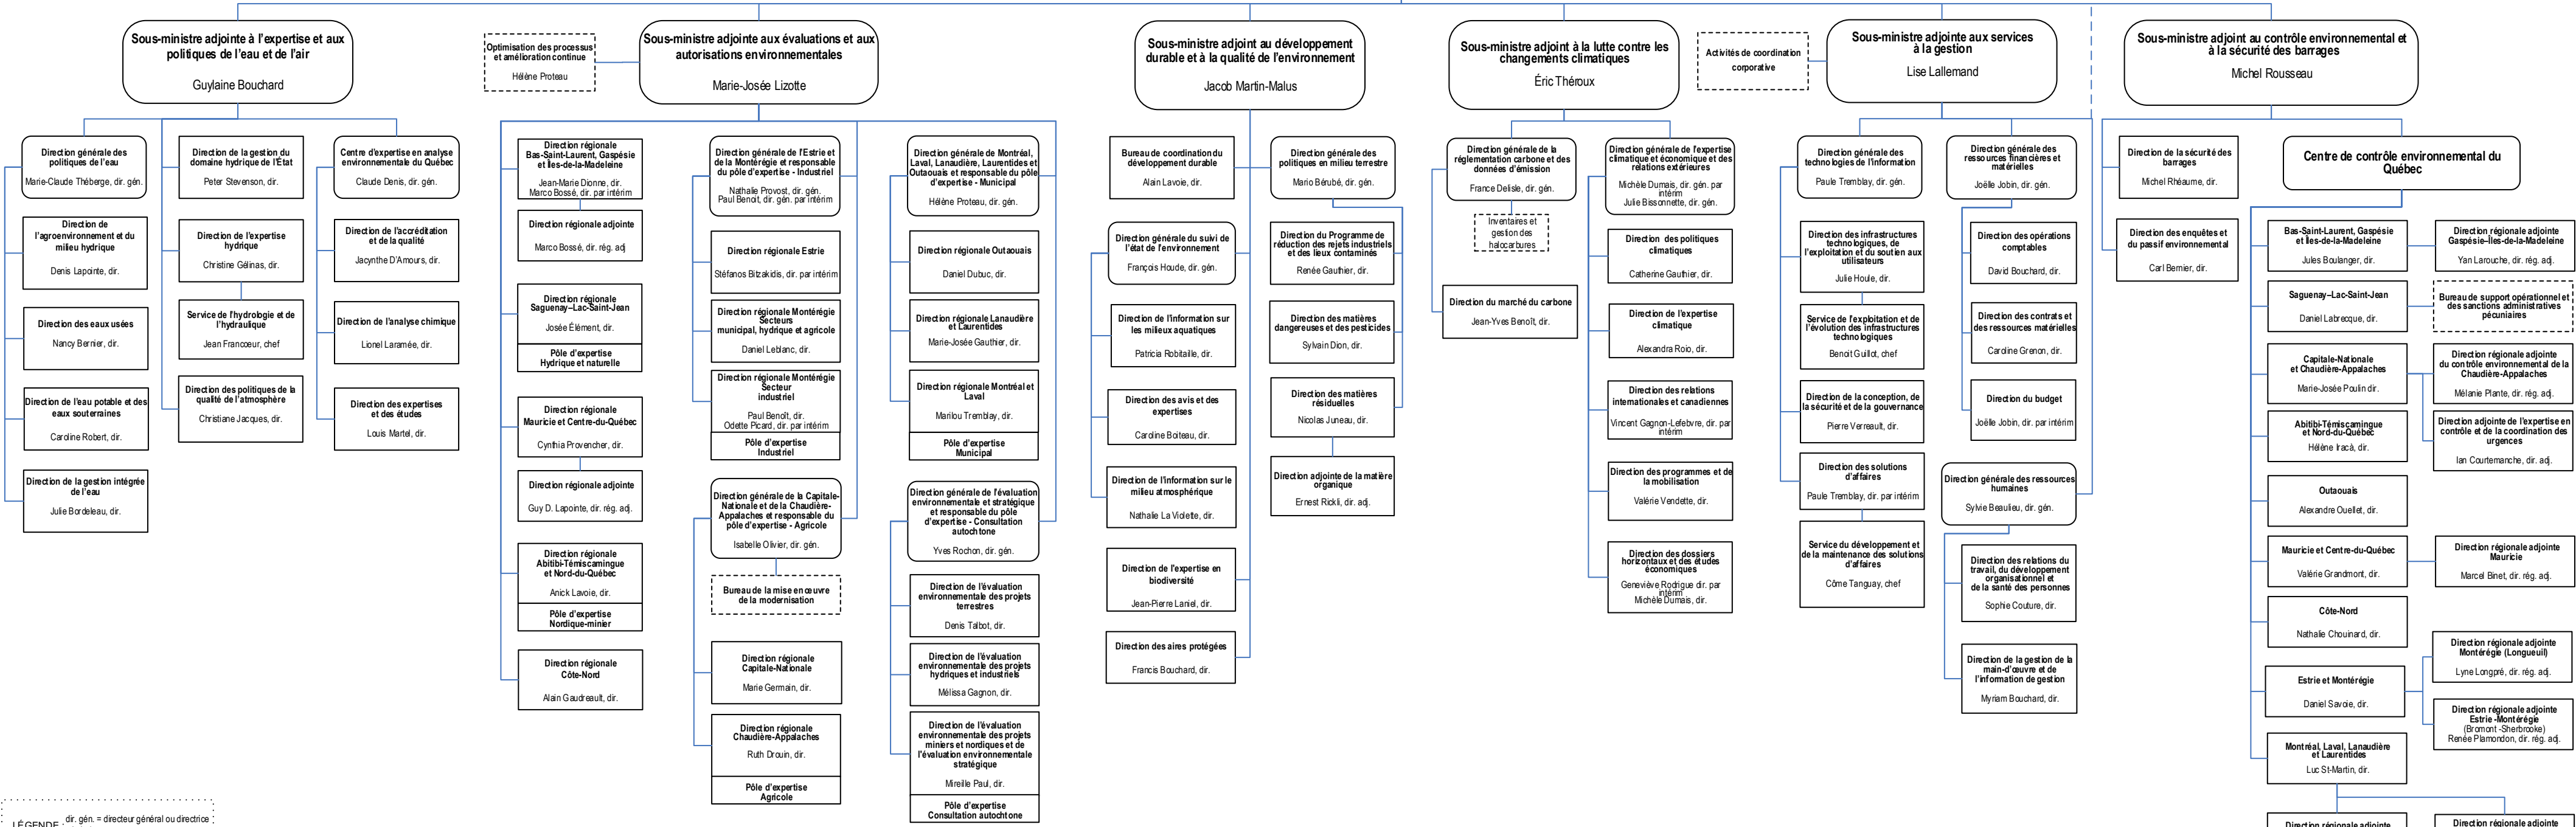 Sous-ministre adjointe à l'expertise et aux
politiques de l'eau et de l'air
Guylaine Bouchard
Direction générale des
politiques de l'eau
Marie-Claude Théberge, dir. gén.
Direction de
l'agroenvironnement et du
milieu hydrique
Denis Lapointe, dir.
Direction des eaux usées
Nancy Bernier, dir.
Direction de l'eau potable et des
eaux souterraines
Caroline Robert, dir.
Direction de la gestion intégrée
de l'eau
Julie Bordeleau, dir.
Direction de la gestion du
domaine hydrique de l'État
Peter Stevenson, dir.
Direction de l'expertise
hydrique
Christine Gélinas, dir.
Service de l'hydrologie et de
l'hydraulique
Jean Francœur, chef
Direction des politiques de la
qualité de l'atmosphère
Christiane Jacques, dir.
Centre d'expertise en analyse
environnementale du Québec
Claude Denis, dir. gén.
Direction de l'accréditation
et de la qualité
Jacynthe D'Amours, dir.
Direction de l'analyse chimique
Lionel Laramée, dir.
Direction des expertises
et des études
Louis Martel, dir.
Optimisation des processus
et amélioration continue
Hélène Proteau
Sous-ministre adjointe aux évaluations et aux
autorisations environnementales
Marie-Josée Lizotte
Direction régionale
Bas-Saint-Laurent, Gaspésie
et Îles-de-la-Madeleine
Jean-Marie Dionne, dir.
Marco Bossé, dir. par intérim
Direction régionale adjointe
Marco Bossé, dir. rég. adj
Direction régionale
Saguenay–Lac-Saint-Jean
Josée Élément, dir.
Pôle d'expertise
Hydrique et naturelle
Direction régionale
Mauricie et Centre-du-Québec
Cynthia Provencher, dir.
Direction régionale adjointe
Guy D. Lapointe, dir. rég. adj.
Direction régionale
Abitibi-Témiscamingue
et Nord-du-Québec
Anick Lavoie, dir.
Pôle d'expertise
Nordique-minier
Direction régionale
Côte-Nord
Alain Gaudreault, dir.
Direction générale de l'Estrie et
de la Montérégie et responsable
du pôle d'expertise - Industriel
Nathalie Provost, dir. gén.
Paul Benoit, dir. gén. par intérim
Direction régionale Estrie
Stéfanos Bitzakidis, dir. par intérim
Direction régionale Montérégie
Secteurs
municipal, hydrique et agricole
Daniel Leblanc, dir.
Direction régionale Montérégie
Secteur
industriel
Paul Benoît, dir.
Odette Picard, dir. par intérim
Pôle d'expertise
Industriel
Direction générale de la Capitale-
Nationale et de la Chaudière-
Appalaches et responsable du
pôle d'expertise - Agricole
Isabelle Olivier, dir. gén.
Bureau de la mise en œuvre
de la modernisation
Direction régionale
Capitale-Nationale
Marie Germain, dir.
Direction régionale
Chaudière-Appalaches
Ruth Drouin, dir.
Pôle d'expertise
Agricole
Direction générale de Montréal,
Laval, Lanaudière, Laurentides et
Outaouais et responsable du pôle
d'expertise - Municipal
Hélène Proteau, dir. gén.
Direction régionale Outaouais
Daniel Dubuc, dir.
Direction régionale Lanaudière
et Laurentides
Marie-Josée Gauthier, dir.
Direction régionale Montréal et
Laval
Marilou Tremblay, dir.
Pôle d'expertise
Municipal
Direction générale de l'évaluation
environnementale et stratégique
et responsable du pôle
d'expertise - Consultation
autochtone
Yves Rochon, dir. gén.
Direction de l'évaluation
environnementale des projets
terrestres
Denis Talbot, dir.
Direction de l'évaluation
environnementale des projets
hydriques et industriels
Mélissa Gagnon, dir.
Direction de l'évaluation
environnementale des projets
miniers et nordiques et de
l'évaluation environnementale
stratégique
Mireille Paul, dir.
Pôle d'expertise
Consultation autochtone
Sous-ministre adjoint au développement
durable et à la qualité de l'environnement
Jacob Martin-Malus
Bureau de coordination du
développement durable
Alain Lavoie, dir.
Direction générale du suivi de
l'état de l'environnement
François Houde, dir. gén.
Direction de l'information sur
les milieux aquatiques
Patricia Robitaille, dir.
Direction des avis et des
expertises
Caroline Boiteau, dir.
Direction de l'information sur le
milieu atmosphérique
Nathalie La Violette, dir.
Direction de l'expertise en
biodiversité
Jean-Pierre Laniel, dir.
Direction des aires protégées
Francis Bouchard, dir.
Direction générale des
politiques en milieu terrestre
Mario Bérubé, dir. gén.
Direction du Programme de
réduction des rejets industriels
et des lieux contaminés
Renée Gauthier, dir.
Direction des matières
dangereuses et des pesticides
Sylvain Dion, dir.
Direction des matières
résiduelles
Nicolas Juneau, dir.
Direction adjointe de la matière
organique
Ernest Rickli, dir. adj.
Sous-ministre adjoint à la lutte contre les
changements climatiques
Éric Théroux
Direction générale de la
réglementation carbone et des
données d'émission
France Delisle, dir. gén.
Inventaires et
gestion des
halocarbures
Direction du marché du carbone
Jean-Yves Benoît, dir.
Direction générale de l'expertise
climatique et économique et des
relations extérieures
Michèle Dumais, dir. gén. par
intérim
Julie Bissonnette, dir. gén.
Direction des politiques
climatiques
Catherine Gauthier, dir.
Direction de l'expertise
climatique
Alexandra Roio, dir.
Direction des relations
internationales et canadiennes
Vincent Gagnon-Lefebvre, dir. par
intérim
Direction des programmes et de
la mobilisation
Valérie Vendette, dir.
Direction des dossiers
horizontaux et des études
économiques
Geneviève Rodrigue dir. par
intérim
Michèle Dumais, dir.
Activités de coordination
corporative
Sous-ministre adjointe aux services
à la gestion
Lise Lallemand
Direction générale des
technologies de l'information
Paule Tremblay, dir. gén.
Direction des infrastructures
technologiques, de
l'exploitation et du soutien aux
utilisateurs
Julie Houle, dir.
Service de l'exploitation et de
l'évolution des infrastructures
technologiques
Benoit Guillot, chef
Direction de la conception, de
la sécurité et de la gouvernance
Pierre Verreault, dir.
Direction des solutions
d'affaires
Paule Tremblay, dir. par intérim
Service du développement et
de la maintenance des solutions
d'affaires
Côme Tanguay, chef
Direction générale des
ressources financières et
matérielles
Joëlle Jobin, dir. gén.
Direction des opérations
comptables
David Bouchard, dir.
Direction des contrats et
des ressources matérielles
Caroline Grenon, dir.
Direction du budget
Joëlle Jobin, dir. par intérim
Direction générale des ressources
humaines
Sylvie Beaulieu, dir. gén.
Direction des relations du
travail, du développement
organisationnel et
de la santé des personnes
Sophie Couture, dir.
Direction de la gestion de la
main-d'œuvre et de
l'information de gestion
Myriam Bouchard, dir.
Sous-ministre adjoint au contrôle environnemental et
à la sécurité des barrages
Michel Rousseau
Direction de la sécurité des
barrages
Michel Rhéaume, dir.
Direction des enquêtes et
du passif environnemental
Carl Bernier, dir.
Centre de contrôle environnemental du
Québec
Bas-Saint-Laurent, Gaspésie
et Îles-de-la-Madeleine
Jules Boulanger, dir.
Direction régionale adjointe
Gaspésie–Îles-de-la-Madeleine
Yan Larouche, dir. rég. adj.
Saguenay–Lac-Saint-Jean
Daniel Labrecque, dir.
Bureau de support opérationnel et
des sanctions administratives
pécuniaires
Capitale-Nationale
et Chaudière-Appalaches
Marie-Josée Poulin dir.
Direction régionale adjointe
du contrôle environnemental de la
Chaudière-Appalaches
Mélanie Plante, dir. rég. adj.
Direction adjointe de l'expertise en
contrôle et de la coordination des
urgences
Ian Courtemanche, dir. adj.
Abitibi-Témiscamingue
et Nord-du-Québec
Hélène Iracà, dir.
Outaouais
Alexandre Ouellet, dir.
Mauricie et Centre-du-Québec
Valérie Grandmont, dir.
Direction régionale adjointe
Mauricie
Marcel Binet, dir. rég. adj.
Côte-Nord
Nathalie Chouinard, dir.
Estrie et Montérégie
Daniel Savoie, dir.
Direction régionale adjointe
Montérégie (Longueuil)
Lyne Longpré, dir. rég. adj.
Direction régionale adjointe
Estrie -Montérégie
(Bromont -Sherbrooke)
Renée Plamondon, dir. rég. adj.
Montréal, Laval, Lanaudière
et Laurentides
Luc St-Martin, dir.
Direction régionale adjointe
Direction régionale adjointe
LÉGENDE : dir. gén. = directeur général ou directrice